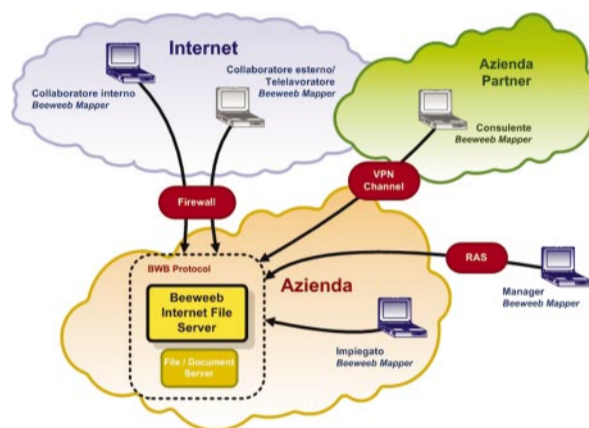 Internet
Collaboratore interno
Beeweeb Mapper
Collaboratore esterno/
Telelavoratore
Beeweeb Mapper
Azienda
Partner
Consulente
Beeweeb Mapper
Firewall
VPN
Channel
BWB Protocol
Beeweeb
Internet File
Server
File / Document
Server
Azienda
RAS
Manager
Beeweeb Mapper
Impiegato
Beeweeb Mapper